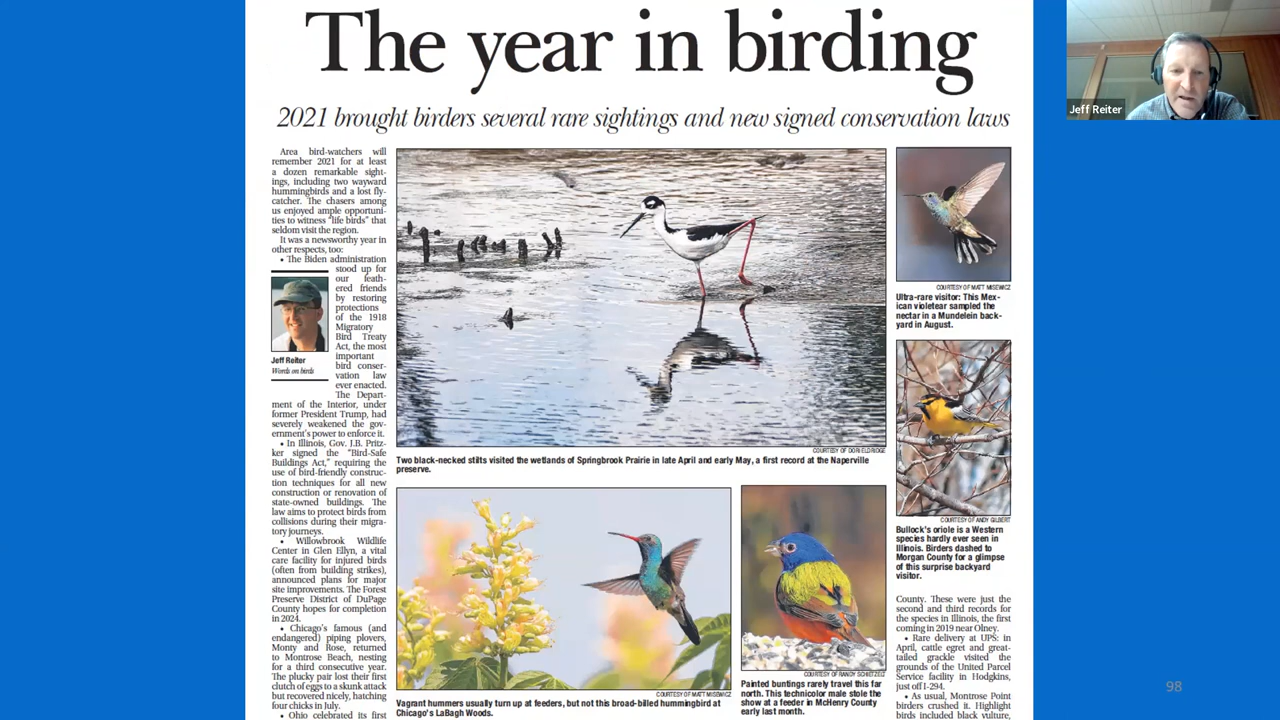 The year in birding
2021 brought birders several rare sightings and new signed conservation laws
Jeff Reiter
Area bird-watchers will
remember 2021 for at least
a dozen remarkable sight-
ings, including two wayward
hummingbirds and a lost fly-
catcher. The chasers among
us enjoyed ample opportuni-
ties to witness “life birds” that
seldom visit the region.
It was a newsworthy year in
other respects, too:
• The Biden administration
stood up for
our feath-
ered friends
by restoring
protections
of the 1918
Migratory
Bird Treaty
Act, the most
important
bird conser-
vation law
ever enacted.
The Depart-
ment of the Interior, under
former President Trump, had
severely weakened the gov-
ernment’s power to enforce it.
Jeff Reiter
Words on birds
• In Illinois, Gov. J.B. Pritz-
ker signed the “Bird-Safe
Buildings Act,” requiring the
use of bird-friendly construc-
tion techniques for all new
construction or renovation of
state-owned buildings. The
law aims to protect birds from
collisions during their migra-
tory journeys.
• Willowbrook Wildlife
Center in Glen Ellyn, a vital
care facility for injured birds
(often from building strikes),
announced plans for major
site improvements. The Forest
Preserve District of DuPage
County hopes for completion
in 2024.
• Chicago’s famous (and
endangered) piping plovers,
Monty and Rose, returned
to Montrose Beach, nesting
for a third consecutive year.
The plucky pair lost their first
clutch of eggs to a skunk attack
but recovered nicely, hatching
four chicks in July.
• Ohio celebrated its first
COURTESY OF DORI ELDRIDGE
Two black-necked stilts visited the wetlands of Springbrook Prairie in late April and early May, a first record at the Naperville
preserve.
COURTESY OF MATT MISEWICZ
Vagrant hummers usually turn up at feeders, but not this broad-billed hummingbird at
Chicago’s LaBagh Woods.
COURTESY OF RANDY SCHIETZELT
Painted buntings rarely travel this far
north. This technicolor male stole the
show at a feeder in McHenry County
early last month.
COURTESY OF MATT MISEWICZ
Ultra-rare visitor: This Mex-
ican violetear sampled the
nectar in a Mundelein back-
yard in August.
COURTESY OF ANDY GILBERT
Bullock’s oriole is a Western
species hardly ever seen in
Illinois. Birders dashed to
Morgan County for a glimpse
of this surprise backyard
visitor.
County. These were just the
second and third records for
the species in Illinois, the first
coming in 2019 near Olney.
• Rare delivery at UPS: in
April, cattle egret and great-
tailed grackle visited the
grounds of the United Parcel
Service facility in Hodgkins,
just off I-294.
• As usual, Montrose Point
birders crushed it. Highlight
birds included black vulture,
98